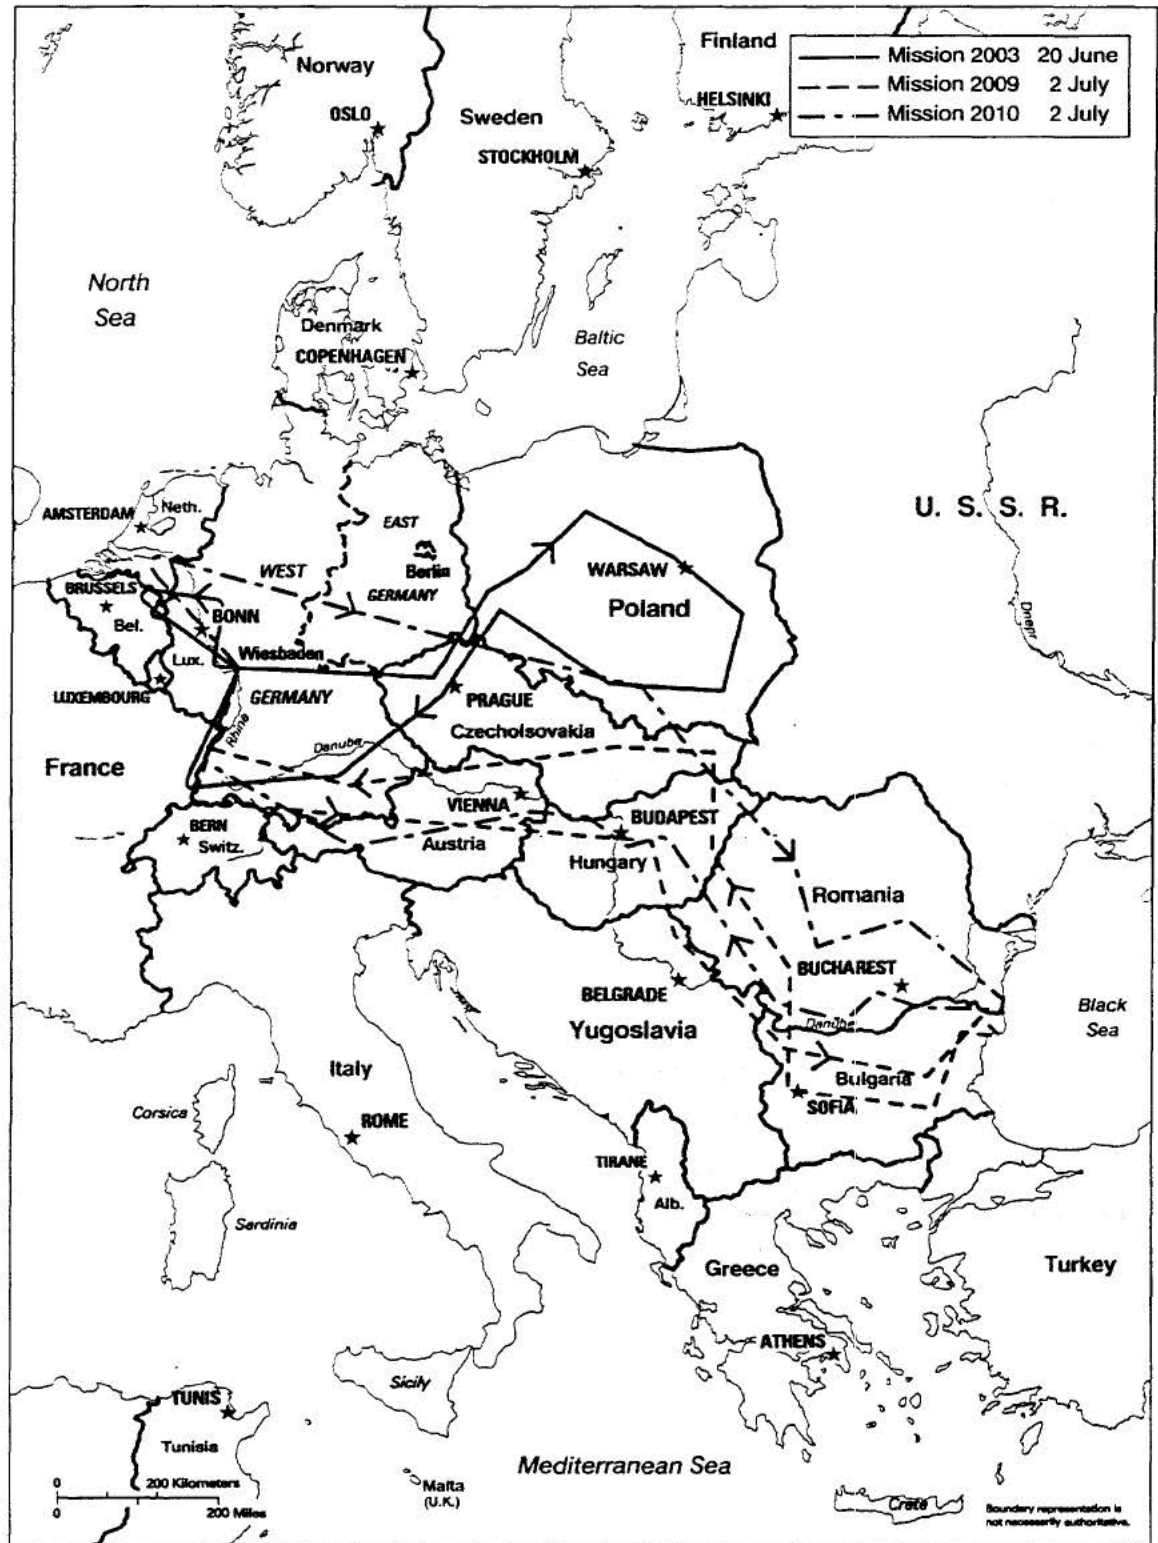 Finland
Mission 2003 20 June
Mission 2009 2 July
Mission 2010 2 July
Norway
OSLO
HELSINKI
Sweden
STOCKHOLM
North
Sea
Denmark
COPENHAGEN
Baltic
Sea
U. S. S. R.
AMSTERDAM
Neth.
EAST
Berlin
WEST
GERMANY
WARSAW
Poland
Dnepr
BRUSSELS
Bel.
BONN
Lux.
Wiesbaden
LUXEMBOURG
GERMANY
PRAGUE
Czecholsovakia
Rhine
Danube
France
VIENNA
BUDAPEST
BERN
Switz.
Austria
Hungary
Romania
BUCHAREST
BELGRADE
Danube
Yugoslavia
Black
Sea
Bulgaria
SOFIA
Italy
Corsica
ROME
TIRANE
Alb.
Sardinia
Greece
Turkey
ATHENS
Sicily
TUNIS
Tunisia
Mediterranean Sea
Malta
(U.K.)
Crete
0 200 Kilometers
0 200 Miles
Boundary representation is
not necessarily authoritative.